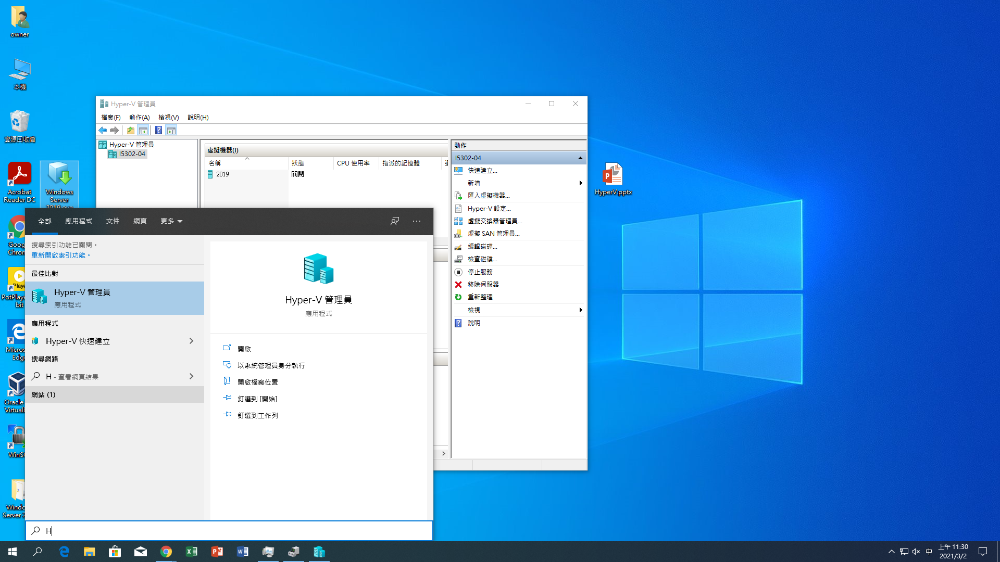 owner
本機
資源回收筒
Acrobat
Reader DC
Windows
Server
2019.ova
Goog
Chron
Player
PotPlaye
bit
Micros
Edg
Oracle
Virtuall
WinS
Windo
Server 2
HyperV.pptx
Hyper-V 管理員
檔案(F) 動作(A) 檢視(V) 說明(H)
Hyper-V 管理員
I5302-04
虛擬機器(I)
名稱 狀態 CPU 使用率 指派的記憶體
2019 關閉
動作
I5302-04
快速建立...
新增
匯入虛擬機器...
Hyper-V 設定...
虛擬交換器管理員...
虛擬 SAN 管理員...
編輯磁碟...
檢查磁碟...
停止服務
移除伺服器
重新整理
檢視
說明
全部 應用程式 文件 網頁 更多
搜尋索引功能已關閉。
重新開啟索引功能。
最佳比對
Hyper-V 管理員
應用程式
應用程式
Hyper-V 快速建立
搜尋網路
H - 查看網頁結果
網站 (1)
Hyper-V 管理員
應用程式
開啟
以系統管理員身分執行
開啟檔案位置
釘選到 [開始]
釘選到工作列
H
中
上午 11:30
2021/3/2